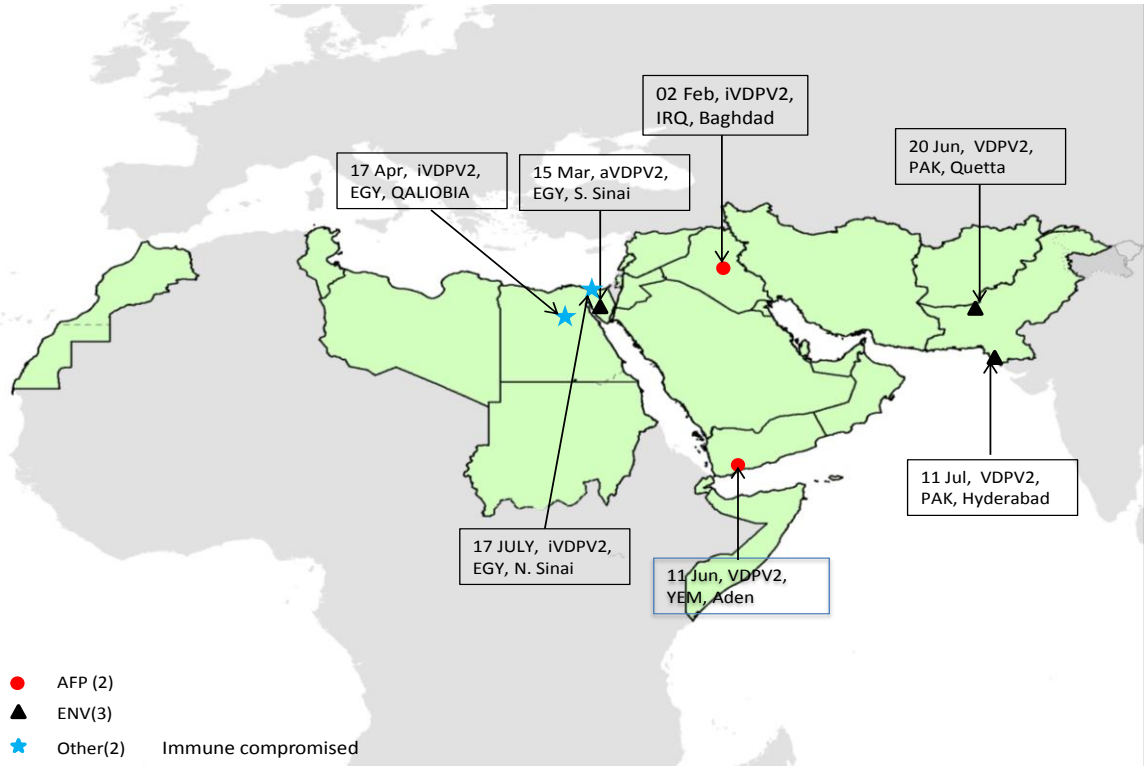 02 Feb, iVDPV2,
IRQ, Baghdad
20 Jun, VDPV2,
PAK, Quetta
17 Apr, iVDPV2,
EGY, QALIOBIA
15 Mar, aVDPV2,
EGY, S. Sinai
11 Jul, VDPV2,
PAK, Hyderabad
17 JULY, iVDPV2,
EGY, N. Sinai
11 Jun, VDPV2,
YEM, Aden
AFP (2)
ENV(3)
Other(2) Immune compromised